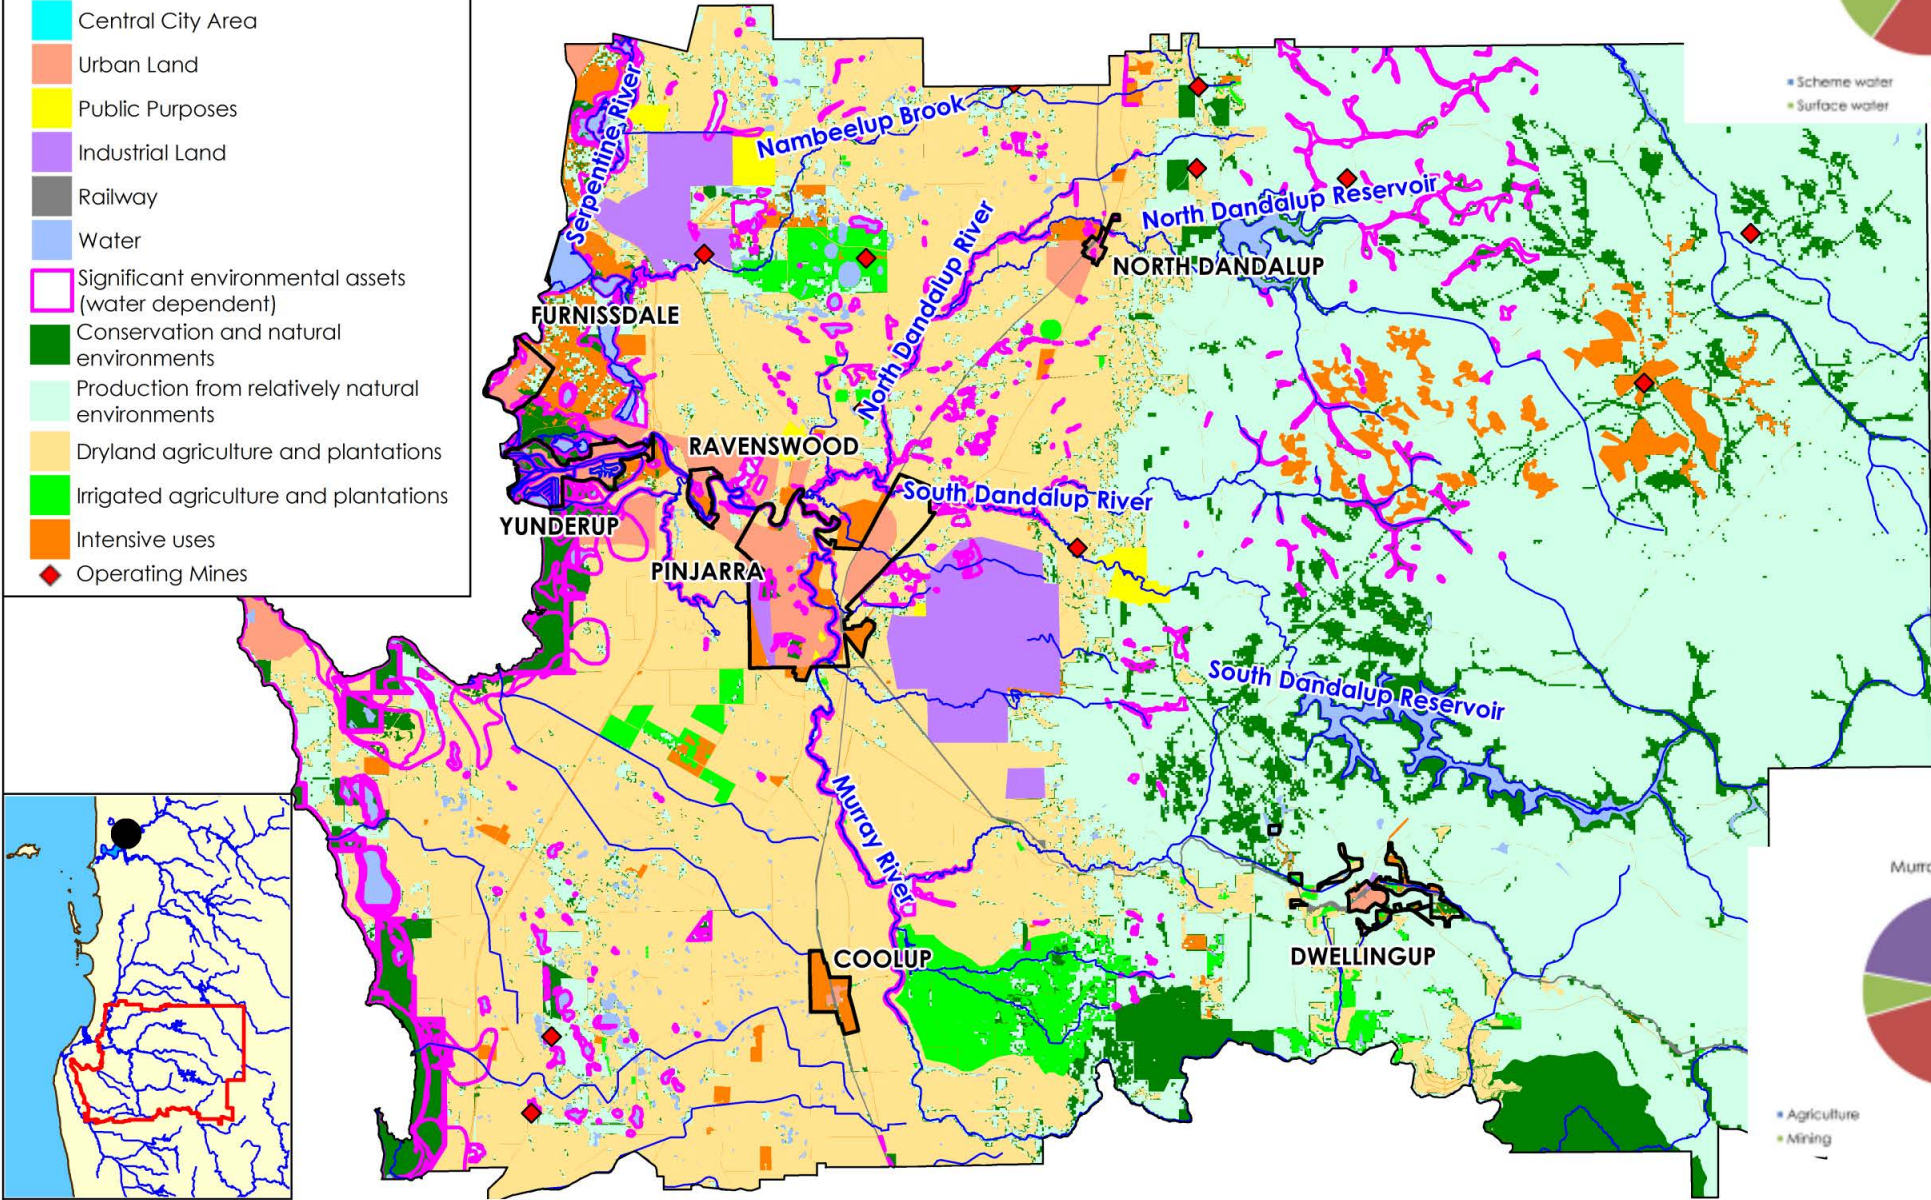 Central City Area
Urban Land
Public Purposes
Industrial Land
Railway
Water
Significant environmental assets
(water dependent)
Conservation and natural
environments
Production from relatively natural
environments
Dryland agriculture and plantations
Irrigated agriculture and plantations
Intensive uses
Operating Mines
Scheme water
Surface water
Serpentine River
Nambeelup Brook
North Dandalup Reservoir
North Dandalup River
NORTH DANDALUP
FURNISSDALE
RAVENSWOOD
South Dandalup River
YUNDERUP
PINJARRA
South Dandalup Reservoir
Murray River
COOLUP
DWELLINGUP
Agriculture
Mining